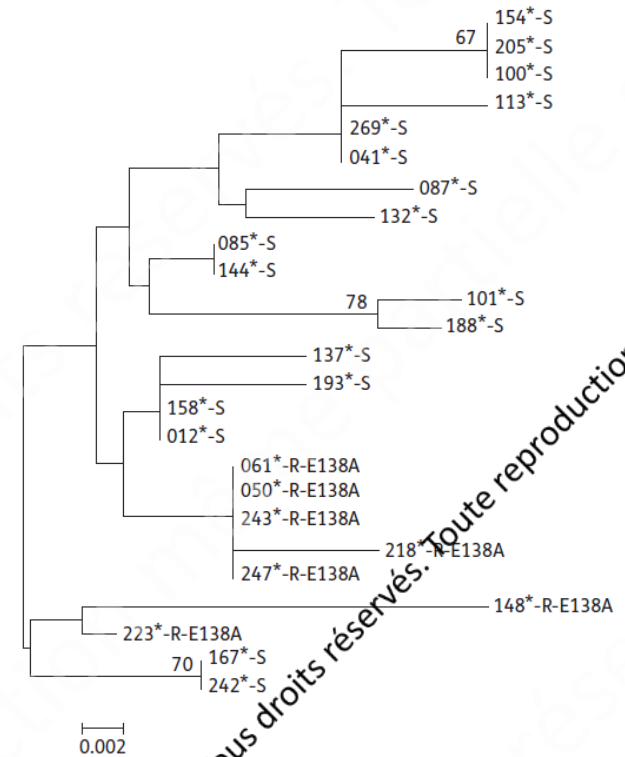 154*-S
67
205*-S
100*-S
113*-S
269*-S
041*-S
087*-S
132*-S
085*-S
144*-S
78
101*-S
188*-S
137*-S
193*-S
158*-S
012*-S
061*-R-E138A
050*-R-E138A
243*-R-E138A
218*-R-E138A
247*-R-E138A
148*-R-E138A
223*-R-E138A
70
167*-S
242*-S
0.002
droits réservés. Toute